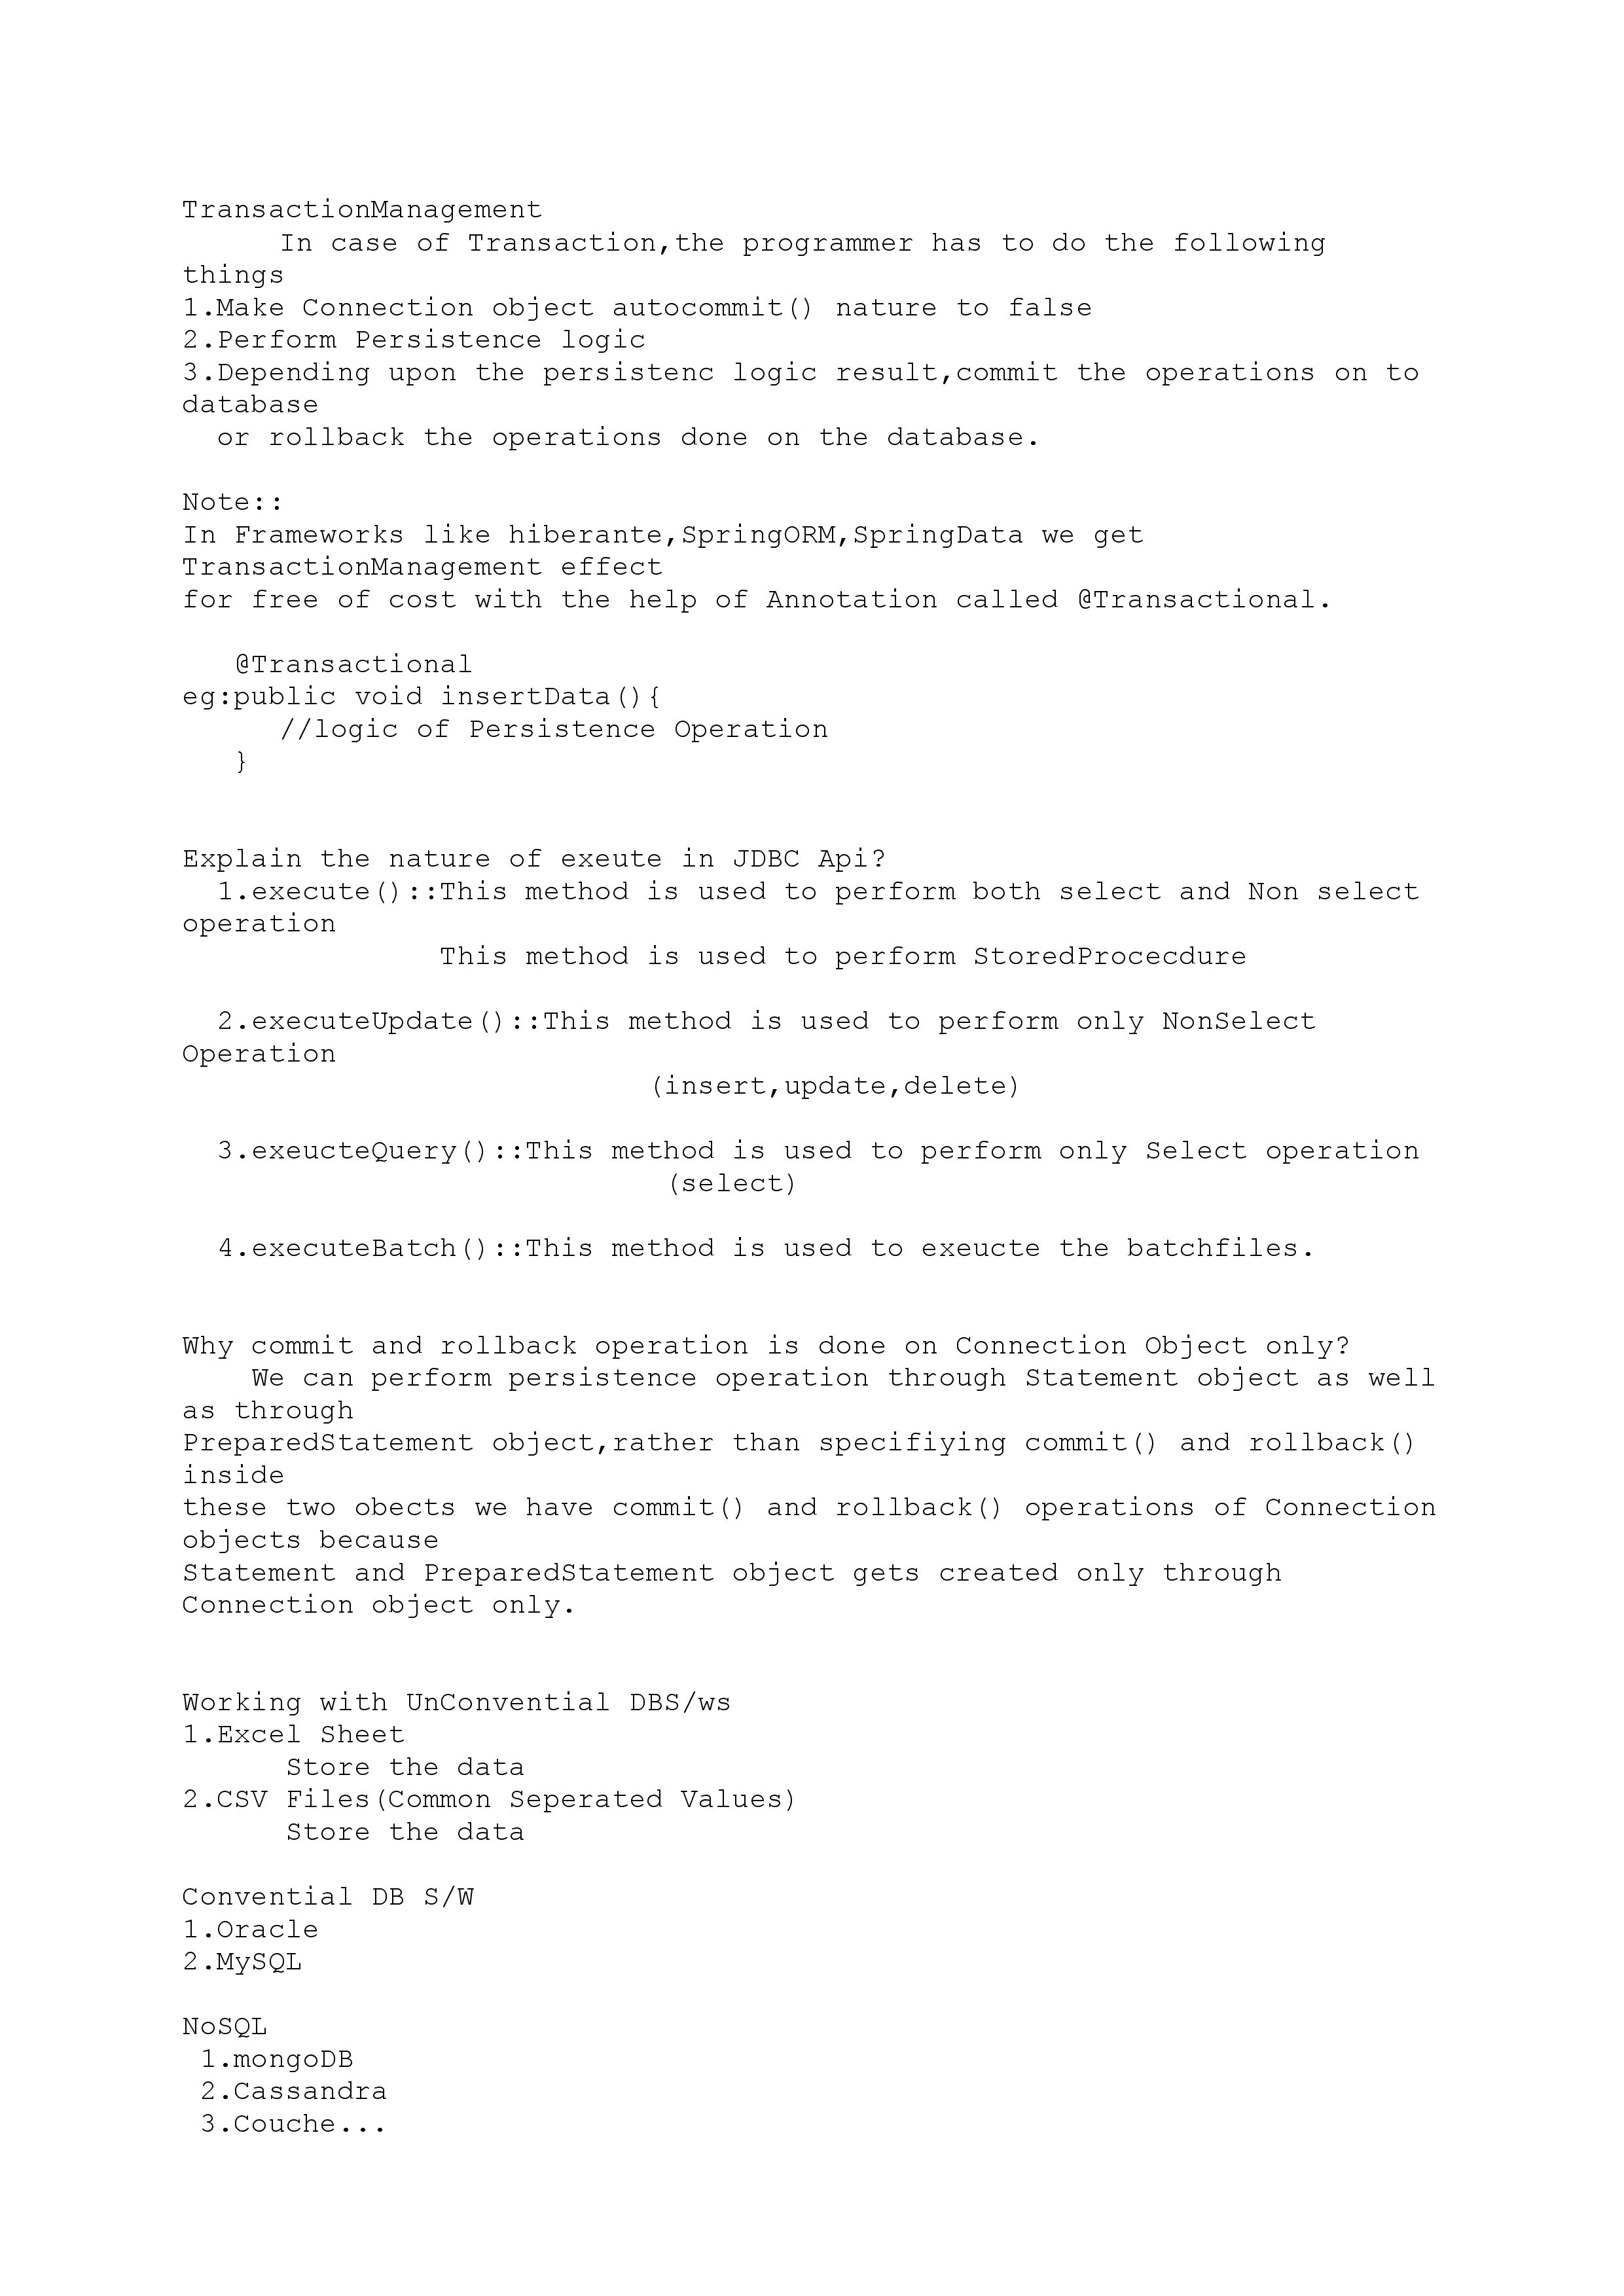 TransactionManagement
In case of Transaction,the programmer has to do the following
things
1.Make Connection object autocommit() nature to false
2.Perform Persistence logic
3.Depending upon the persistenc logic result,commit the operations on to
database
or rollback the operations done on the database.
Note::
In Frameworks like hiberante,SpringORM,SpringData we get
TransactionManagement effect
for free of cost with the help of Annotation called @Transactional.
@Transactional
eg:public void insertData(){
//logic of Persistence Operation
}
Explain the nature of exeute in JDBC Api?
1.execute()::This method is used to perform both select and Non select
operation
This method is used to perform StoredProcecdure
2.executeUpdate()::This method is used to perform only NonSelect
Operation
(insert,update,delete)
3.exeucteQuery()::This method is used to perform only Select operation
(select)
4.executeBatch()::This method is used to exeucte the batchfiles.
Why commit and rollback operation is done on Connection Object only?
We can perform persistence operation through Statement object as well
as through
PreparedStatement object,rather than specifiying commit() and rollback()
inside
these two obects we have commit() and rollback() operations of Connection
objects because
Statement and PreparedStatement object gets created only through
Connection object only.
Working with UnConvential DBS/ws
1.Excel Sheet
Store the data
2.CSV Files(Common Seperated Values)
Store the data
Convential DB S/W
1.Oracle
2.MySQL
NoSQL
1.mongoDB
2.Cassandra
3.Couche...